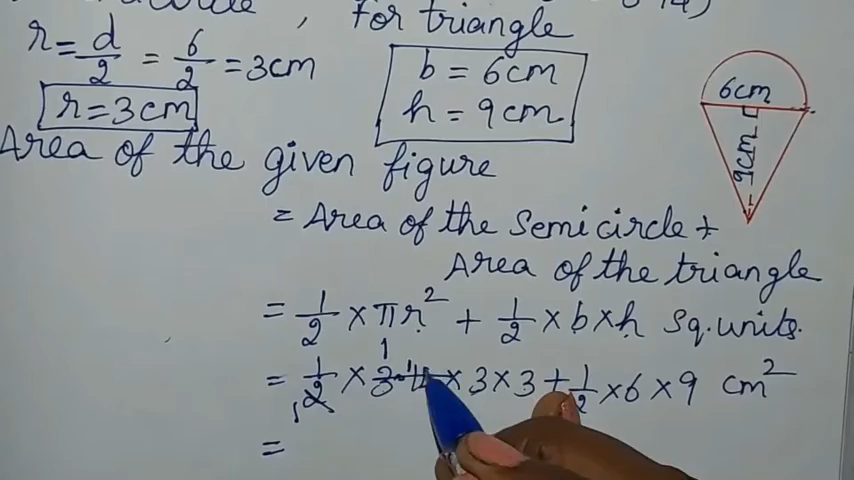 , For triangle
r = d/2 = 6/2 = 3cm
r = 3cm
b = 6cm
h = 9cm
6cm
9cm
Area of the given figure
= Area of the Semicircle +
Area of the triangle
= 1/2 × πr² + 1/2 × b × h Sq. units.
= 1/2 × 3.14 × 3 × 3 + 1/2 × 6 × 9 cm²
1 1
=